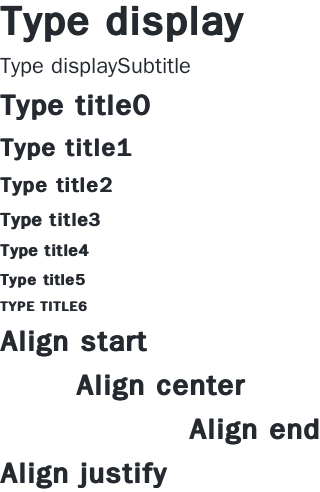 Type display
Type displaySubtitle
Type title0
Type title1
Type title2
Type title3
Type title4
Type title5
TYPE TITLE6
Align start
Align center
Align end
Align justify